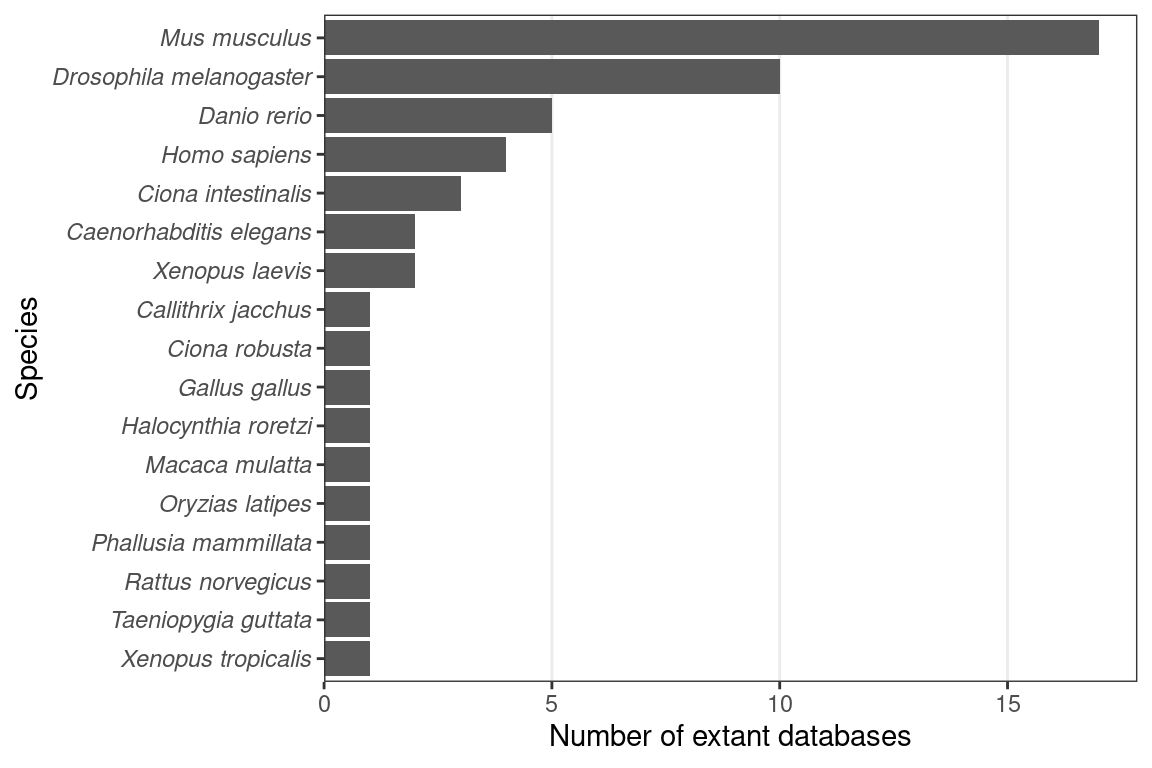 Species
Mus musculus
Drosophila melanogaster
Danio rerio
Homo sapiens
Ciona intestinalis
Caenorhabditis elegans
Xenopus laevis
Callithrix jacchus
Ciona robusta
Gallus gallus
Halocynthia roretzi
Macaca mulatta
Oryzias latipes
Phallusia mammillata
Rattus norvegicus
Taeniopygia guttata
Xenopus tropicalis
0 5 10 15
Number of extant databases